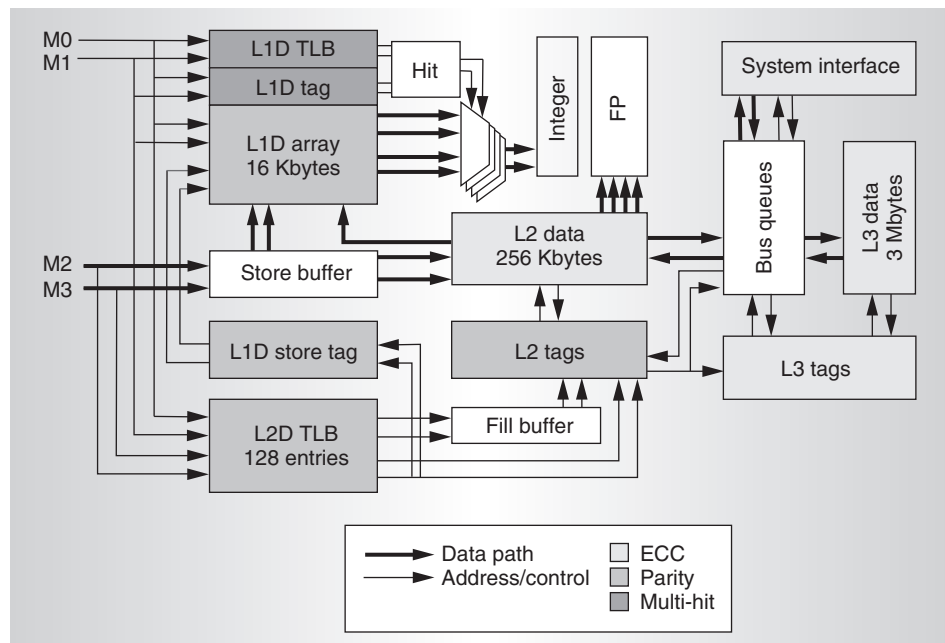 M0
M1
M2
M3
L1D TLB
L1D tag
L1D array
16 Kbytes
Hit
Integer
FP
System interface
Bus queues
L3 data
3 Mbytes
Store buffer
L2 data
256 Kbytes
L1D store tag
L2 tags
L3 tags
L2D TLB
128 entries
Fill buffer
Data path
Address/control
ECC
Parity
Multi-hit